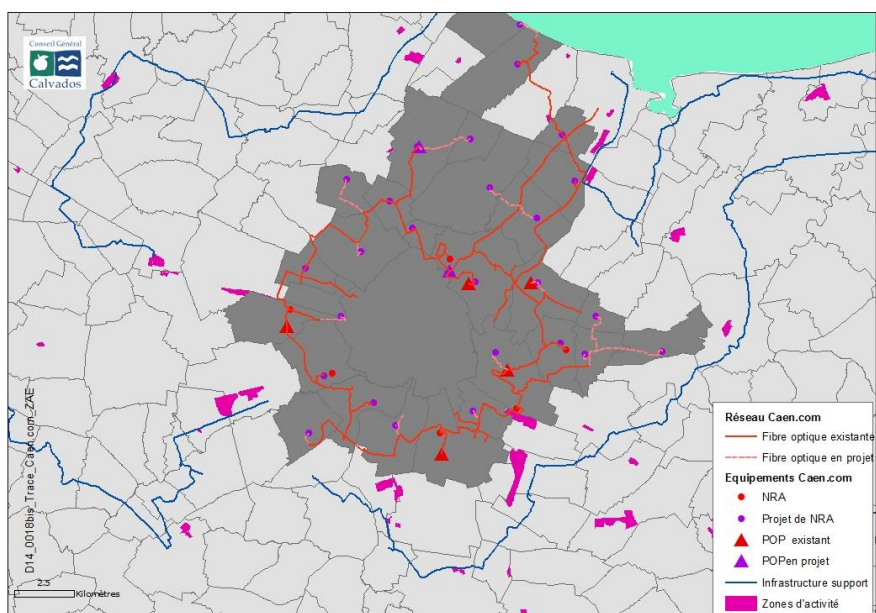 Conseil Général
Calvados
D14_0018bis_Trace_Caen.com_ZAE
2.5
Kilomètres
Réseau Caen.com
Fibre optique existante
Fibre optique en projet
Equipements Caen.com
NRA
Projet de NRA
POP existant
POPen projet
Infrastructure support
Zones d'activité